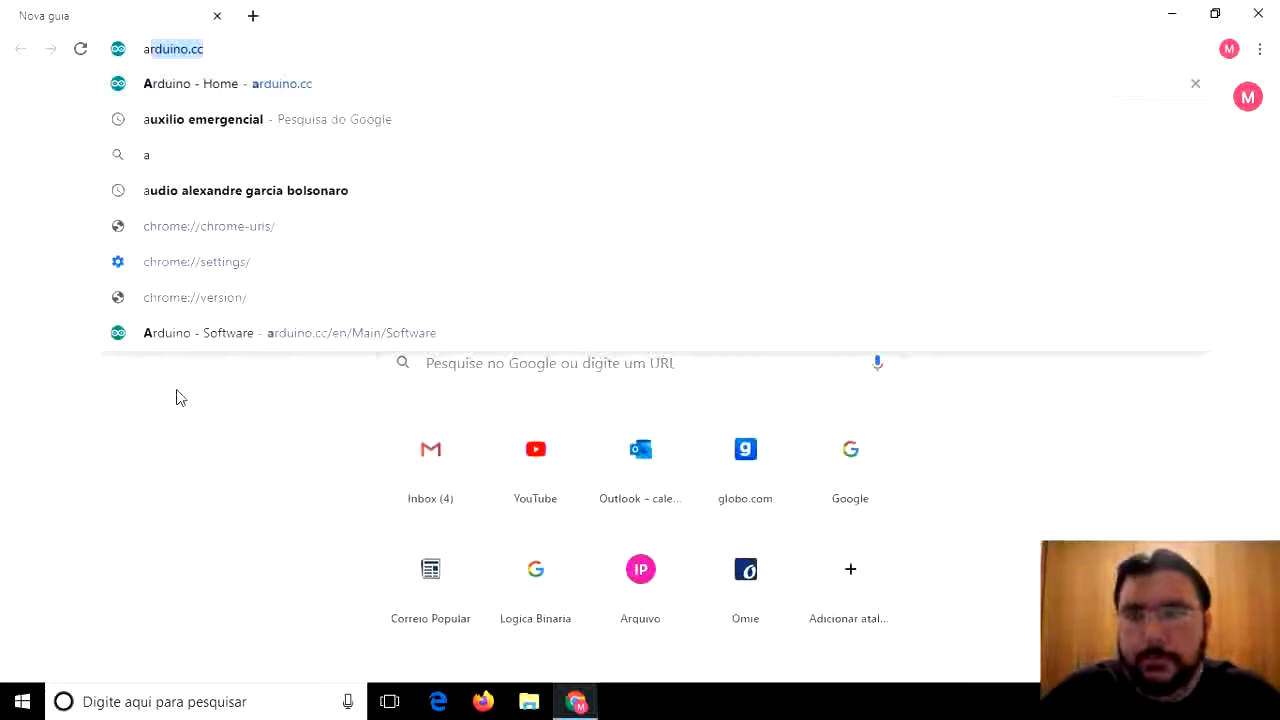 Nova guia
arduino.cc
M
Arduino - Home - arduino.cc
M
auxilio emergencial - Pesquisa do Google
a
audio alexandre garcia bolsonaro
chrome://chrome-uris/
chrome://settings/
chrome://version/
Arduino - Software - arduino.cc/en/Main/Software
Pesquise no Google ou digite um URL
Inbox (4)
YouTube
Outlook - cale...
globo.com
Google
IP
Correio Popular
Logica Binaria
Arquivo
Omie
Adicionar atal...
Digite aqui para pesquisar